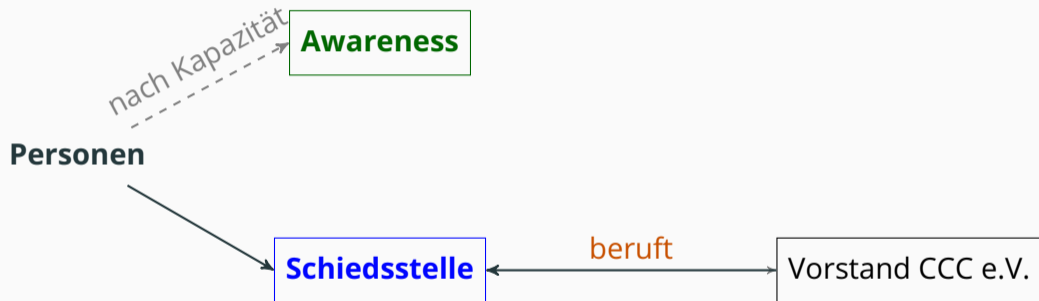 nach Kapazität
Awareness
Personen
beruft
Schiedsstelle
Vorstand CCC e.V.